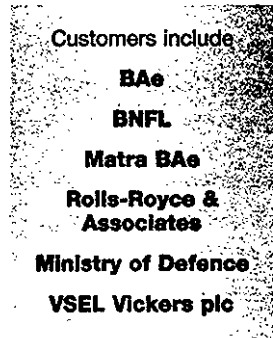 Customers include
BAe
BNFL
Matra BAe
Rolls-Royce &
Associates
Ministry of Defence
VSEL Vickers plc